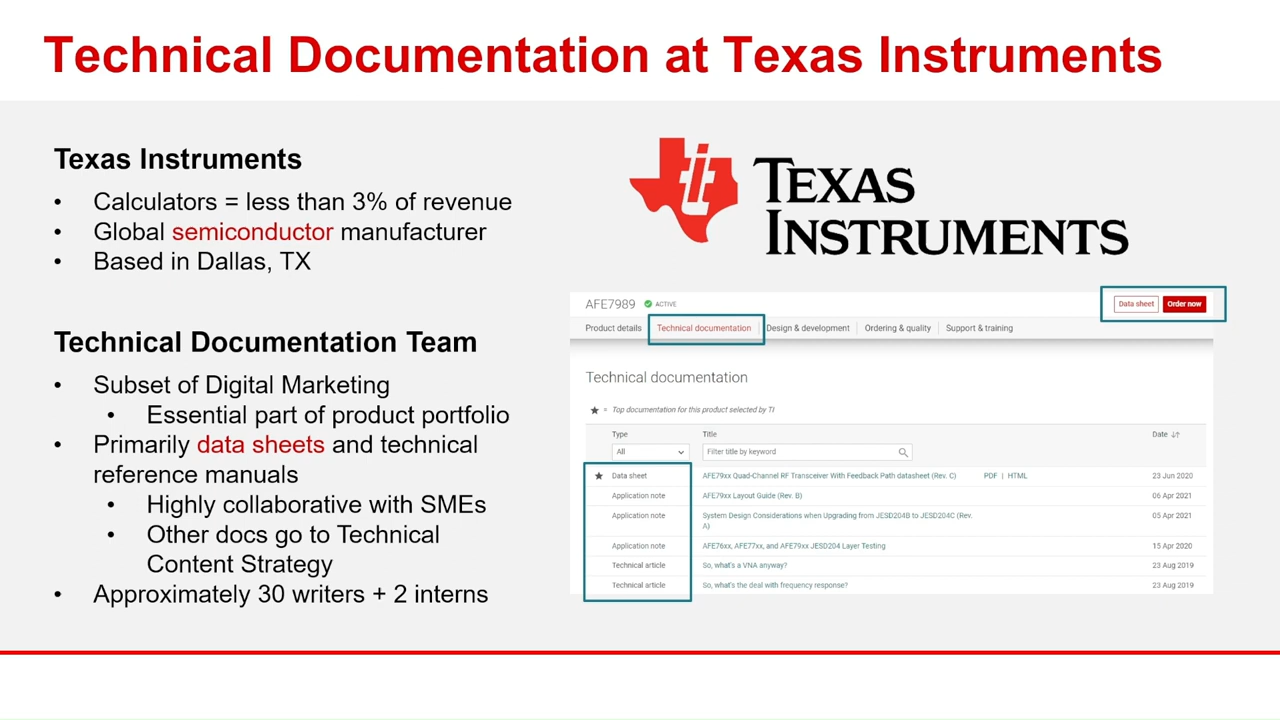 Technical Documentation at Texas Instruments
Texas Instruments
• Calculators = less than 3% of revenue
• Global semiconductor manufacturer
• Based in Dallas, TX
Technical Documentation Team
• Subset of Digital Marketing
• Essential part of product portfolio
• Primarily data sheets and technical
reference manuals
• Highly collaborative with SMEs
• Other docs go to Technical
Content Strategy
• Approximately 30 writers + 2 interns
ti
TEXAS
INSTRUMENTS
AFE7989 ACTIVE
Data sheet Order now
Product details Technical documentation Design & development Ordering & quality Support & training
Technical documentation
★ = Top documentation for this product selected by TI
Type Title Date
All Filter title by keyword
★ Data sheet AFE79xx Quad-Channel RF Transceiver With Feedback Path datasheet (Rev. C) PDF | HTML 23 Jun 2020
Application note AFE79xx Layout Guide (Rev. B) 06 Apr 2021
Application note System Design Considerations when Upgrading from JESD204B to JESD204C (Rev. 05 Apr 2021
A)
Application note AFE76xx, AFE77xx, and AFE79xx JESD204 Layer Testing 15 Apr 2020
Technical article So, what's a VNA anyway? 23 Aug 2019
Technical article So, what's the deal with frequency response? 23 Aug 2019